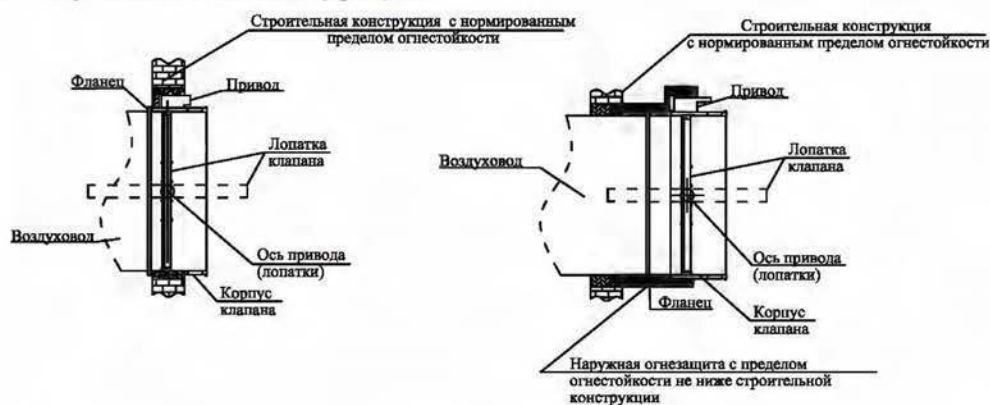 Строительная конструкция с нормированным
пределом огнестойкости
Фланец
Привод
Лопатка
клапана
Воздуховод
Ось привода
(лопатки)
Корпус
клапана
Строительная конструкция
с нормированным пределом огнестойкости
Привод
Лопатка
клапана
Воздуховод
Ось привода
(лопатки)
Фланец
Корпус
клапана
Наружная огнезащита с пределом
огнестойкости не ниже строительной
конструкции